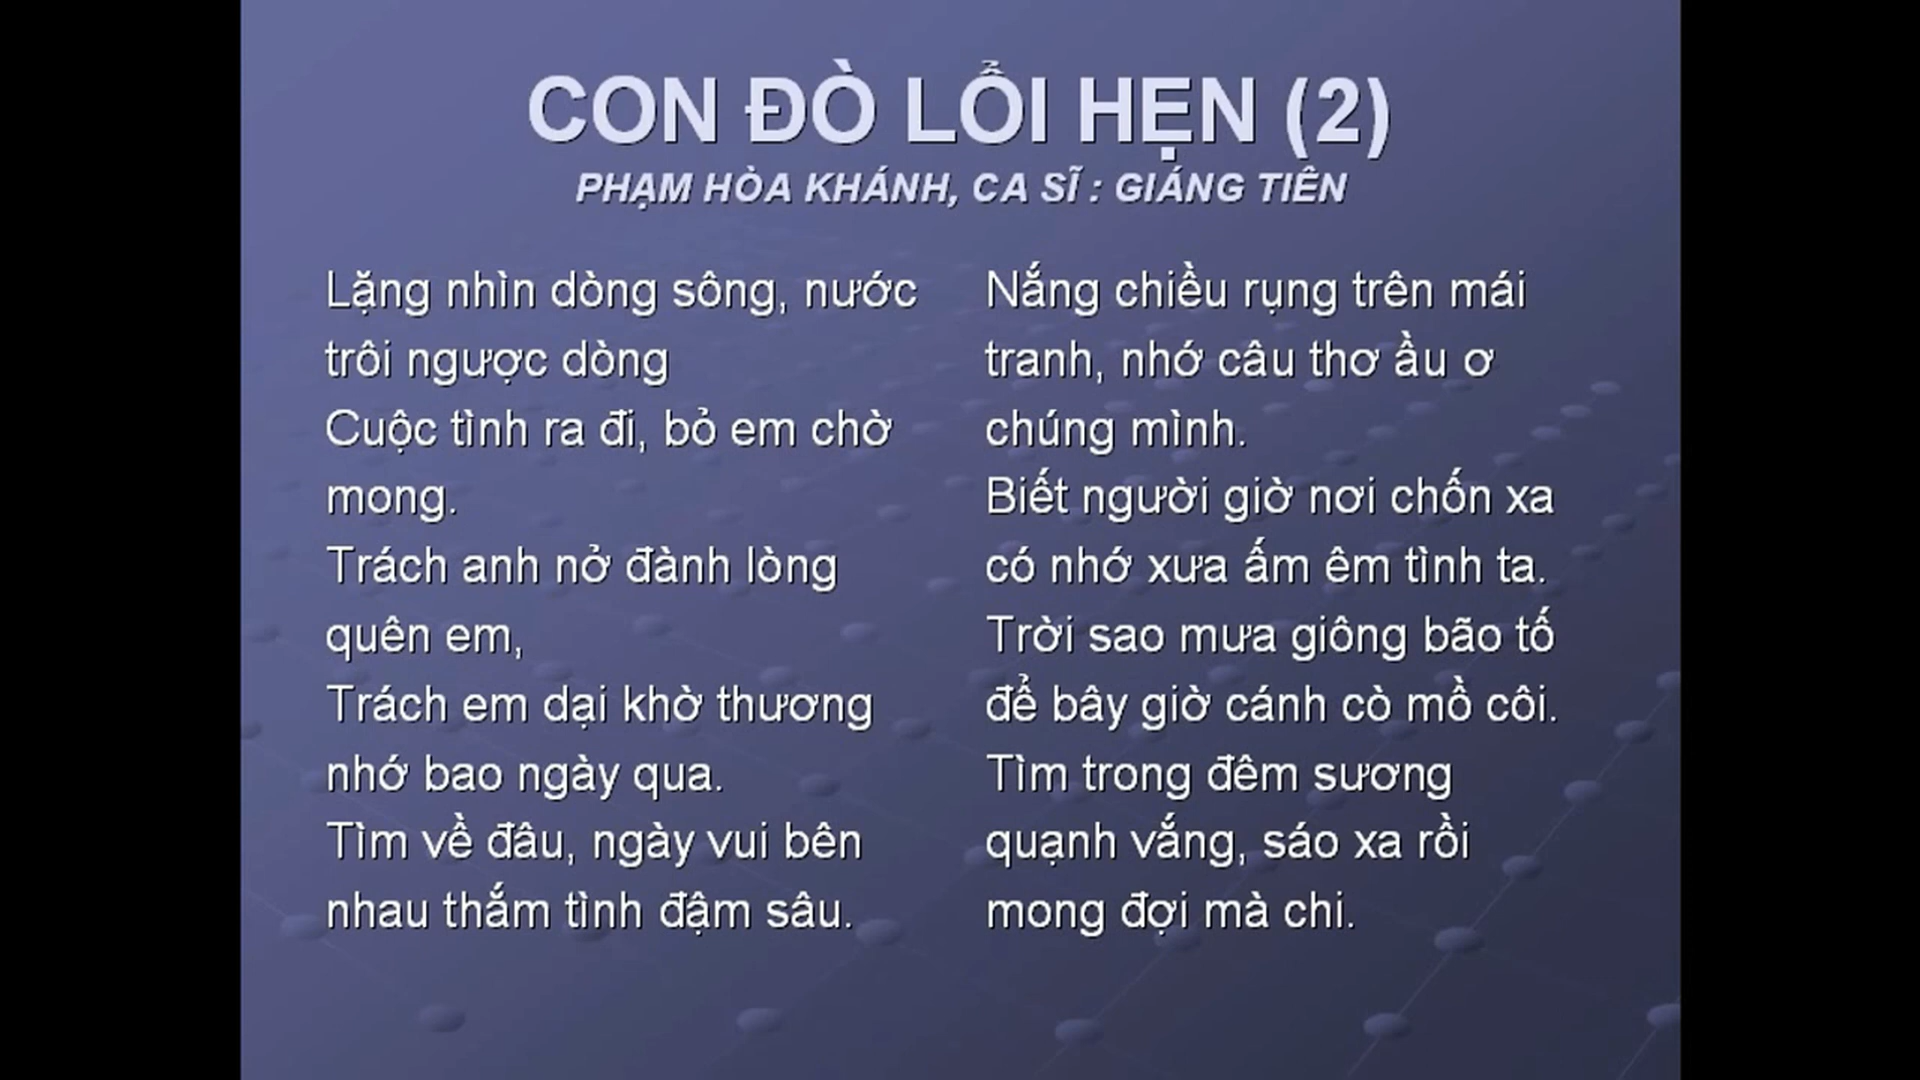 CON ĐÒ LỔI HẸN (2)
PHẠM HÒA KHÁNH, CA SĨ : GIÁNG TIÊN
Lặng nhìn dòng sông, nước
trôi ngược dòng
Cuộc tình ra đi, bỏ em chờ
mong.
Trách anh nở đành lòng
quên em,
Trách em dại khờ thương
nhớ bao ngày qua.
Tìm về đâu, ngày vui bên
nhau thắm tình đậm sâu.
Nắng chiều rụng trên mái
tranh, nhớ câu thơ ầu ơ
chúng mình.
Biết người giờ nơi chốn xa
có nhớ xưa ấm êm tình ta.
Trời sao mưa giông bão tố
để bây giờ cánh cò mồ côi.
Tìm trong đêm sương
quạnh vắng, sáo xa rồi
mong đợi mà chi.